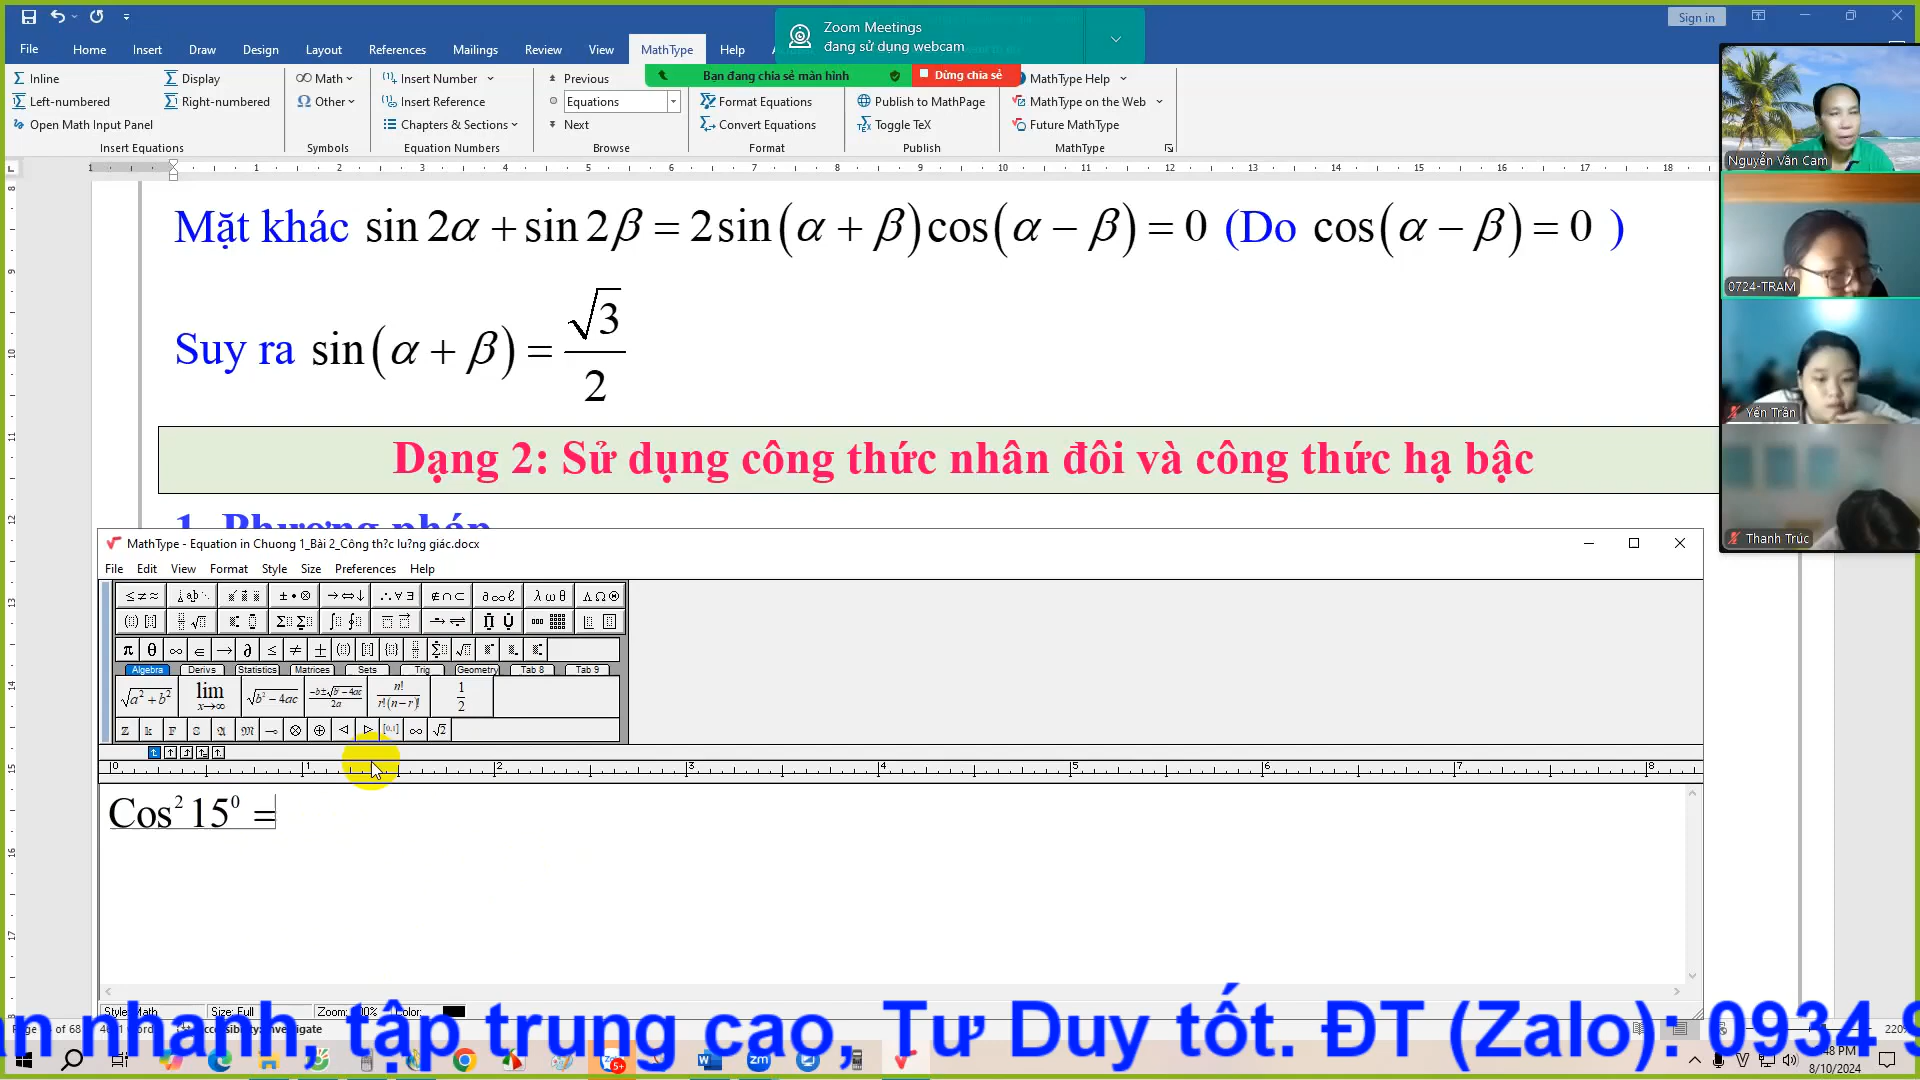 Sign in
Zoom Meetings
đang sử dụng webcam
File Home Insert Draw Design Layout References Mailings Review View MathType Help
Bạn đang chia sẻ màn hình
Dừng chia sẻ
Inline Display Math Insert Number Previous MathType Help
Left-numbered Right-numbered Other Insert Reference Equations Format Equations Publish to MathPage MathType on the Web
Open Math Input Panel Chapters & Sections Next Convert Equations Toggle TeX Future MathType
Insert Equations Symbols Equation Numbers Browse Format Publish MathType
Nguyễn Văn Cam
0724-TRAM
Yến Trần
Thanh Trúc
Mặt khác sin 2α + sin 2β = 2sin(α + β)cos(α − β) = 0 (Do cos(α − β) = 0 )
Suy ra sin(α + β) = √3/2
Dạng 2: Sử dụng công thức nhân đôi và công thức hạ bậc
1. Phương pháp
MathType - Equation in Chuong 1_Bài 2_Công th?c lu?ng giác.docx
File Edit View Format Style Size Preferences Help
Algebra Derivs Statistics Matrices Sets Trig Geometry Tab 8 Tab 9
Cos² 15⁰ =
nhanh, tập trung cao, Tư Duy tốt. ĐT (Zalo): 0934
8/10/2024